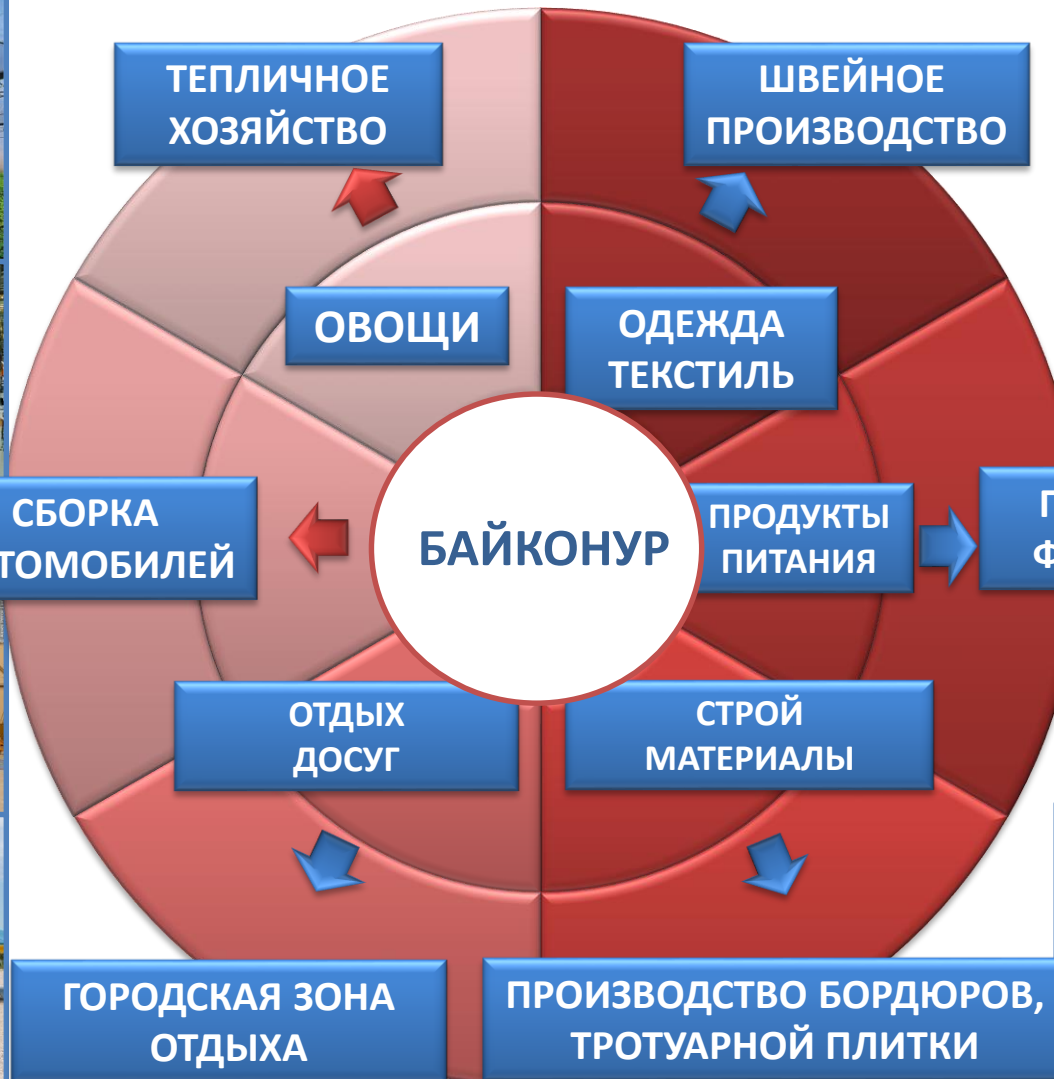 ТЕПЛИЧНОЕ
ХОЗЯЙСТВО
ШВЕЙНОЕ
ПРОИЗВОДСТВО
ОВОЩИ
ОДЕЖДА
ТЕКСТИЛЬ
СБОРКА
ТОМОБИЛЕЙ
БАЙКОНУР
ПРОДУКТЫ
ПИТАНИЯ
ОТДЫХ
ДОСУГ
СТРОЙ
МАТЕРИАЛЫ
ГОРОДСКАЯ ЗОНА
ОТДЫХА
ПРОИЗВОДСТВО БОРДЮРОВ,
ТРОТУАРНОЙ ПЛИТКИ